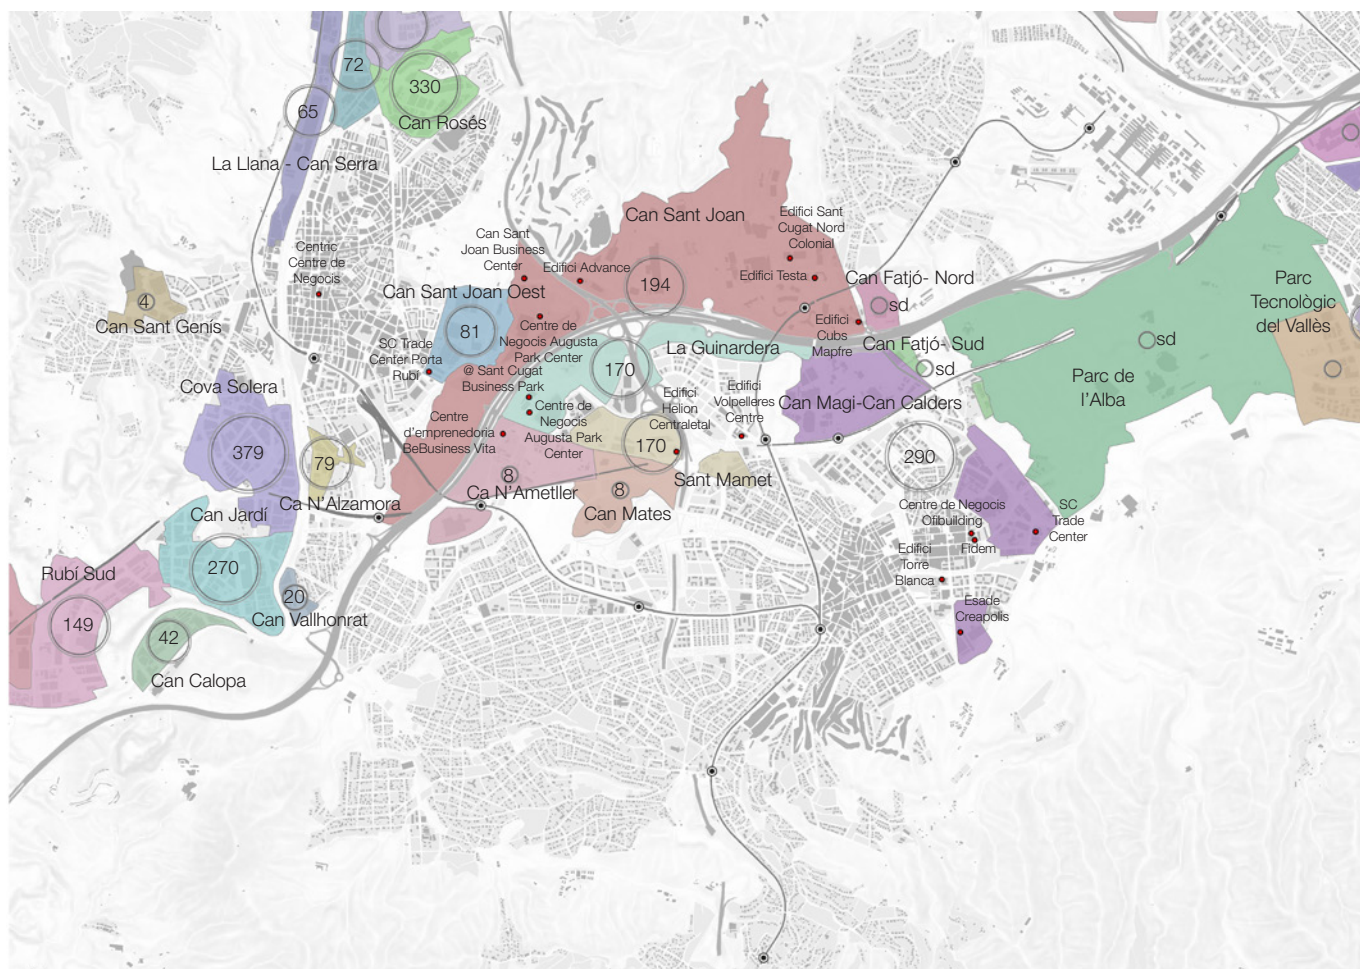 72
330
65
Can Rosés
La Llana - Can Serra
Can Sant Joan
Edifici Sant
Cugat Nord
Colonial
Can Sant
Joan Business
Center
Centric
Centre de
Negocis
Edifici Advance
194
Edifici Testa
Can Fatjó- Nord
sd
Parc
Tecnològic
del Vallès
4
Can Sant Genís
Can Sant Joan Oest
81
Centre de
Negocis Augusta
Park Center
Edifici
Cubs
Mapfre
Can Fatjó- Sud
sd
sd
SC Trade
Center Porta
Rubí
@ Sant Cugat
Business Park
170
La Guinardera
Parc de
l'Alba
Cova Solera
Centre
d'emprenedoria
BeBusiness Vita
Centre de
Negocis
Augusta Park
Center
Edifici
Helion
Centraletal
Edifici
Volpelleres
Centre
Can Magi-Can Calders
379
79
170
290
8
Ca N'Ametller
8
Can Mates
Sant Mamet
Can Jardí
Ca N'Alzamora
Centre de Negocis
Ofibuilding
Fidem
SC
Trade
Center
Edifici
Torre
Blanca
Rubí Sud
270
20
Can Vallhonrat
Esade
Creapolis
149
42
Can Calopa